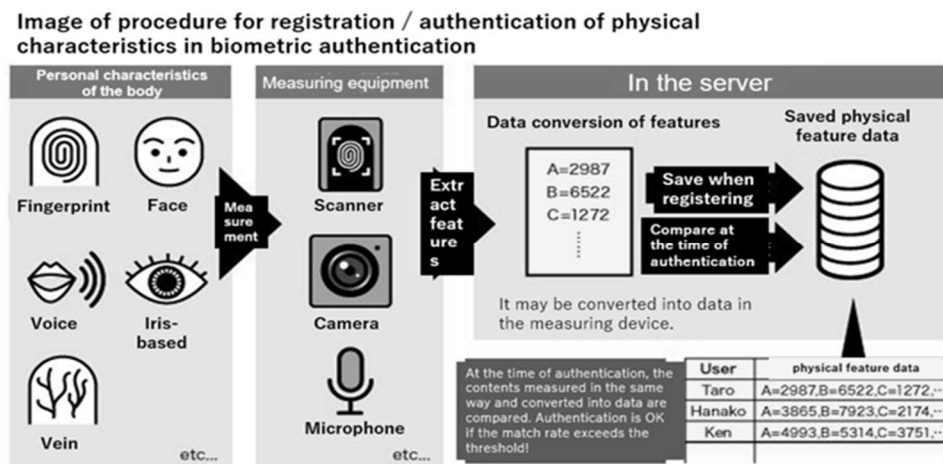 Image of procedure for registration / authentication of physical
characteristics in biometric authentication
Personal characteristics
of the body
Fingerprint
Face
Voice
Iris-
based
Vein
etc...
Mea
sure
ment
Measuring equipment
Scanner
Camera
Microphone
etc...
Extr
act
feat
ure
s
In the server
Data conversion of features
A=2987
B=6522
C=1272
Save when
registering
Compare at
the time of
authentication
Saved physical
feature data
It may be converted into data in
the measuring device.
At the time of authentication, the
contents measured in the same
way and converted into data are
compared. Authentication is OK
if the match rate exceeds the
threshold!
User physical feature data
Taro A=2987,B=6522,C=1272,…
Hanako A=3865,B=7923,C=2174,…
Ken A=4993,B=5314,C=3751,…